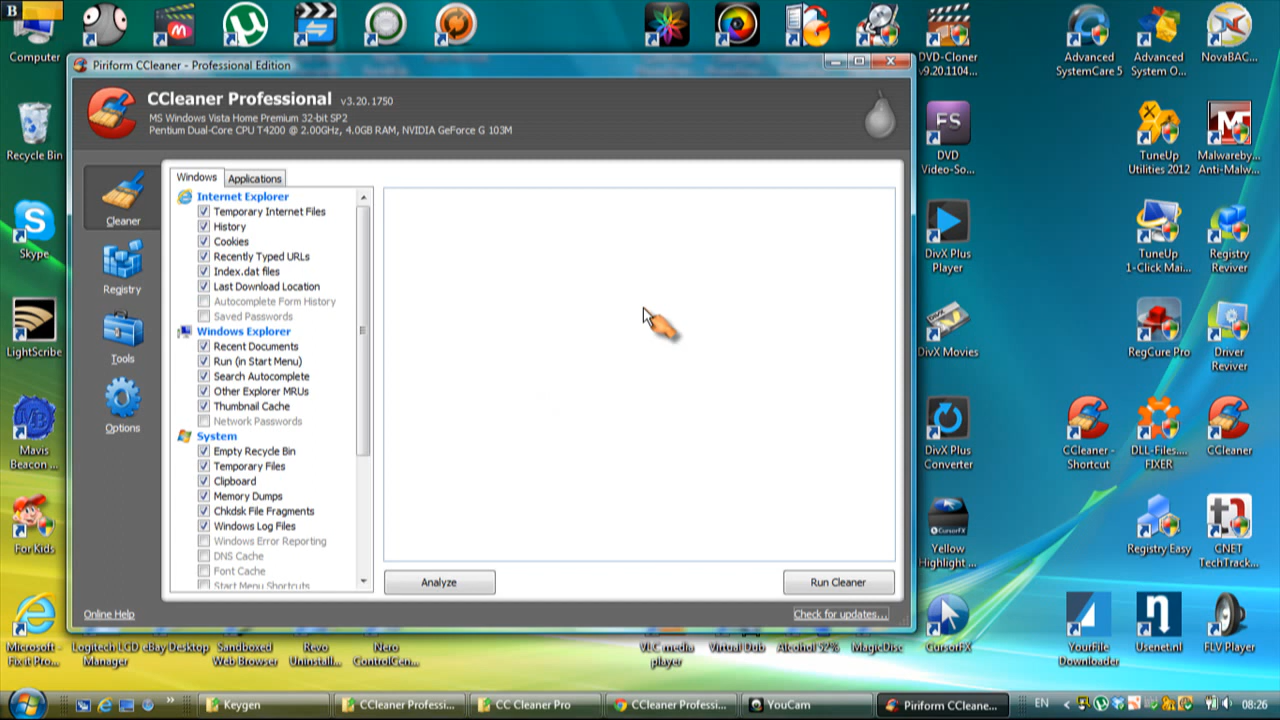 B
Computer
Recycle Bin
Skype
LightScribe
Mavis
Beacon ...
For Kids
Microsoft
Fix it Pro...
Piriform CCleaner - Professional Edition
CCleaner Professional v3.20.1750
MS Windows Vista Home Premium 32-bit SP2
Pentium Dual-Core CPU T4200 @ 2.00GHz, 4.0GB RAM, NVIDIA GeForce G 103M
Cleaner
Registry
Tools
Options
Windows
Applications
Internet Explorer
Temporary Internet Files
History
Cookies
Recently Typed URLs
Index.dat files
Last Download Location
Autocomplete Form History
Saved Passwords
Windows Explorer
Recent Documents
Run (in Start Menu)
Search Autocomplete
Other Explorer MRUs
Thumbnail Cache
Network Passwords
System
Empty Recycle Bin
Temporary Files
Clipboard
Memory Dumps
Chkdsk File Fragments
Windows Log Files
Windows Error Reporting
DNS Cache
Font Cache
Start Menu Shortcuts
Analyze
Run Cleaner
Online Help
Check for updates...
Logitech LCD
Manager
eBay Desktop
Sandboxed
Web Browser
Revo
Uninstall...
Nero
ControlCen...
VLC media
player
Virtual Dub
Alcohol 52%
MagicDisc
CursorFX
DVD-Cloner
v9.20.1104...
FS
DVD
Video-So...
DivX Plus
Player
DivX Movies
DivX Plus
Converter
CursorFX
Yellow
Highlight ...
Advanced
SystemCare 5
Advanced
System O...
NovaBAC...
TuneUp
Utilities 2012
Malwareby...
Anti-Malw...
TuneUp
1-Click Mai...
Registry
Reviver
RegCure Pro
Driver
Reviver
CCleaner -
Shortcut
DLL-Files....
FIXER
CCleaner
Registry Easy
CNET
TechTrack...
YourFile
Downloader
Usenet.nl
FLV Player
Keygen
CCleaner Professi...
CC Cleaner Pro
CCleaner Professi...
YouCam
Piriform CCleane...
EN
08:26